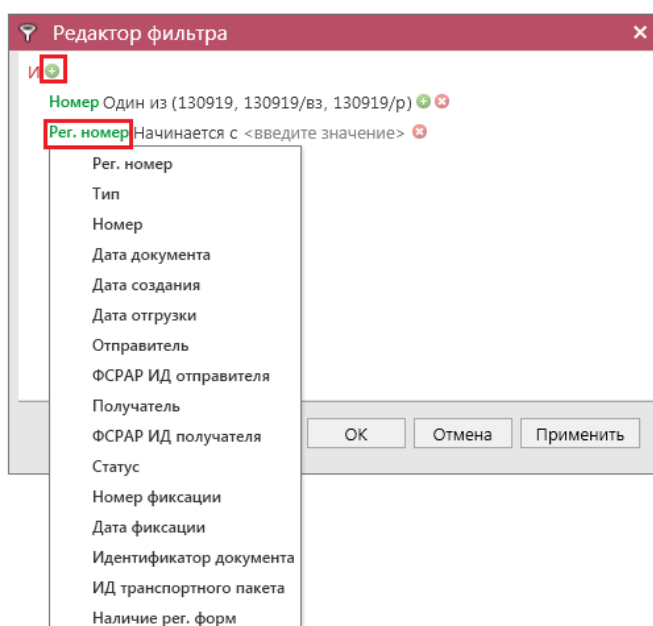 Редактор фильтра
И
Номер Один из (130919, 130919/вз, 130919/р)
Рег. номер Начинается с <введите значение>
Рег. номер
Тип
Номер
Дата документа
Дата создания
Дата отгрузки
Отправитель
ФСРАР ИД отправителя
Получатель
ФСРАР ИД получателя
ОК Отмена Применить
Статус
Номер фиксации
Дата фиксации
Идентификатор документа
ИД транспортного пакета
Наличие рег. форм